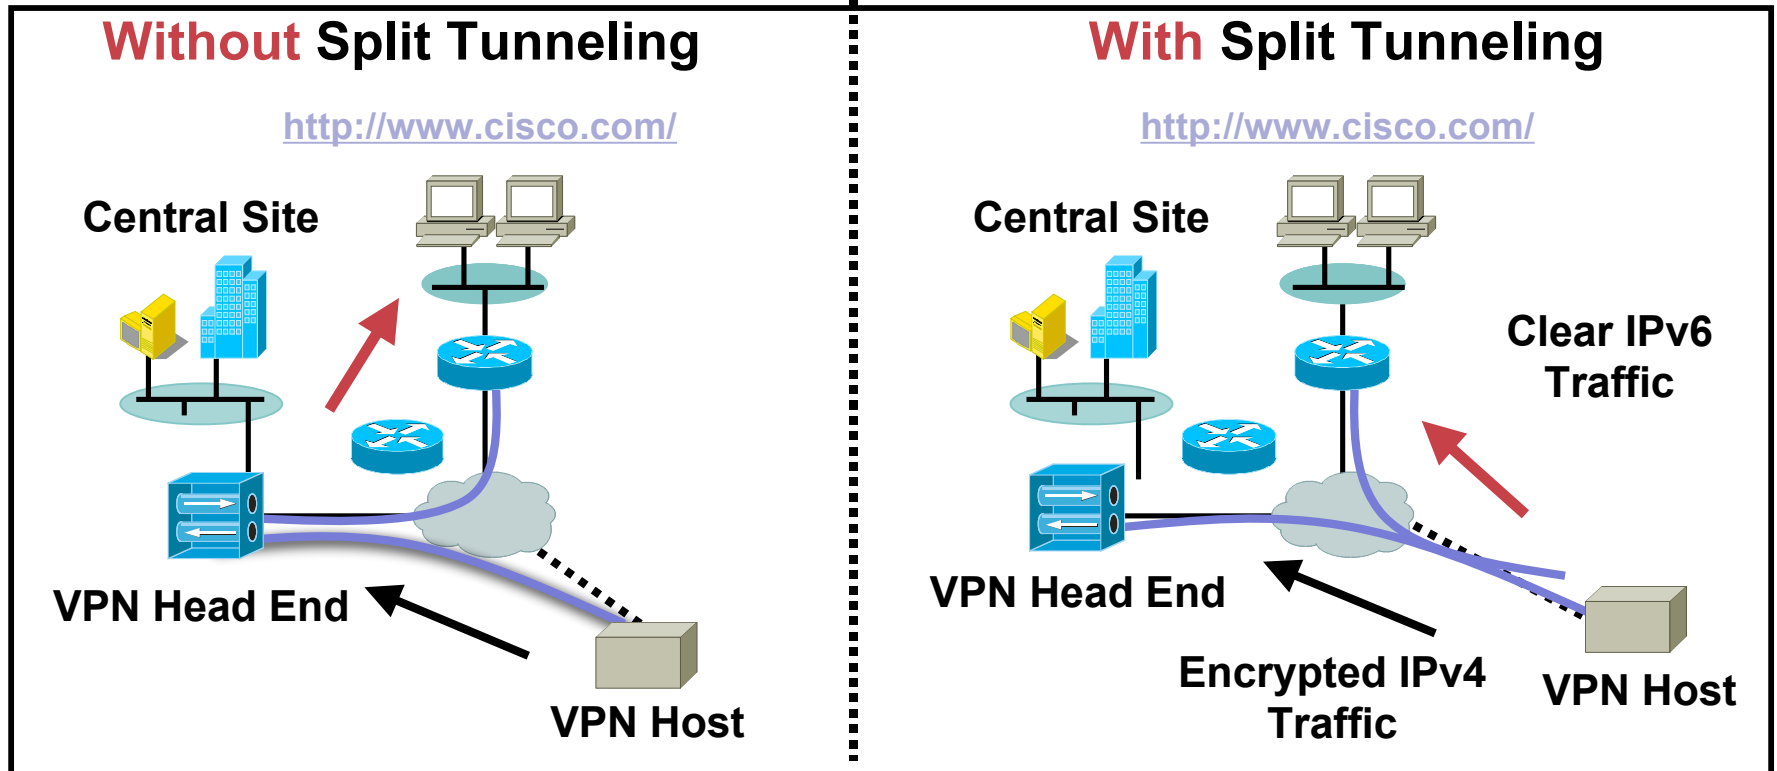 Without Split Tunneling
http://www.cisco.com/
Central Site
VPN Head End
VPN Host
With Split Tunneling
http://www.cisco.com/
Central Site
Clear IPv6
Traffic
VPN Head End
Encrypted IPv4
Traffic
VPN Host